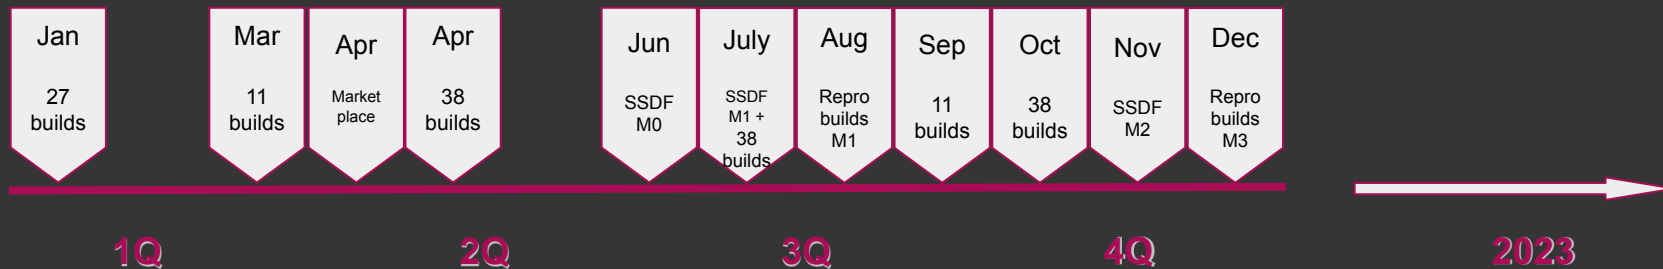 Jan
27
builds
Mar
11
builds
Apr
Market
place
Apr
38
builds
Jun
SSDF
M0
July
SSDF
M1 +
38
builds
Aug
Repro
builds
M1
Sep
11
builds
Oct
38
builds
Nov
SSDF
M2
Dec
Repro
builds
M3
1Q
2Q
3Q
4Q
2023